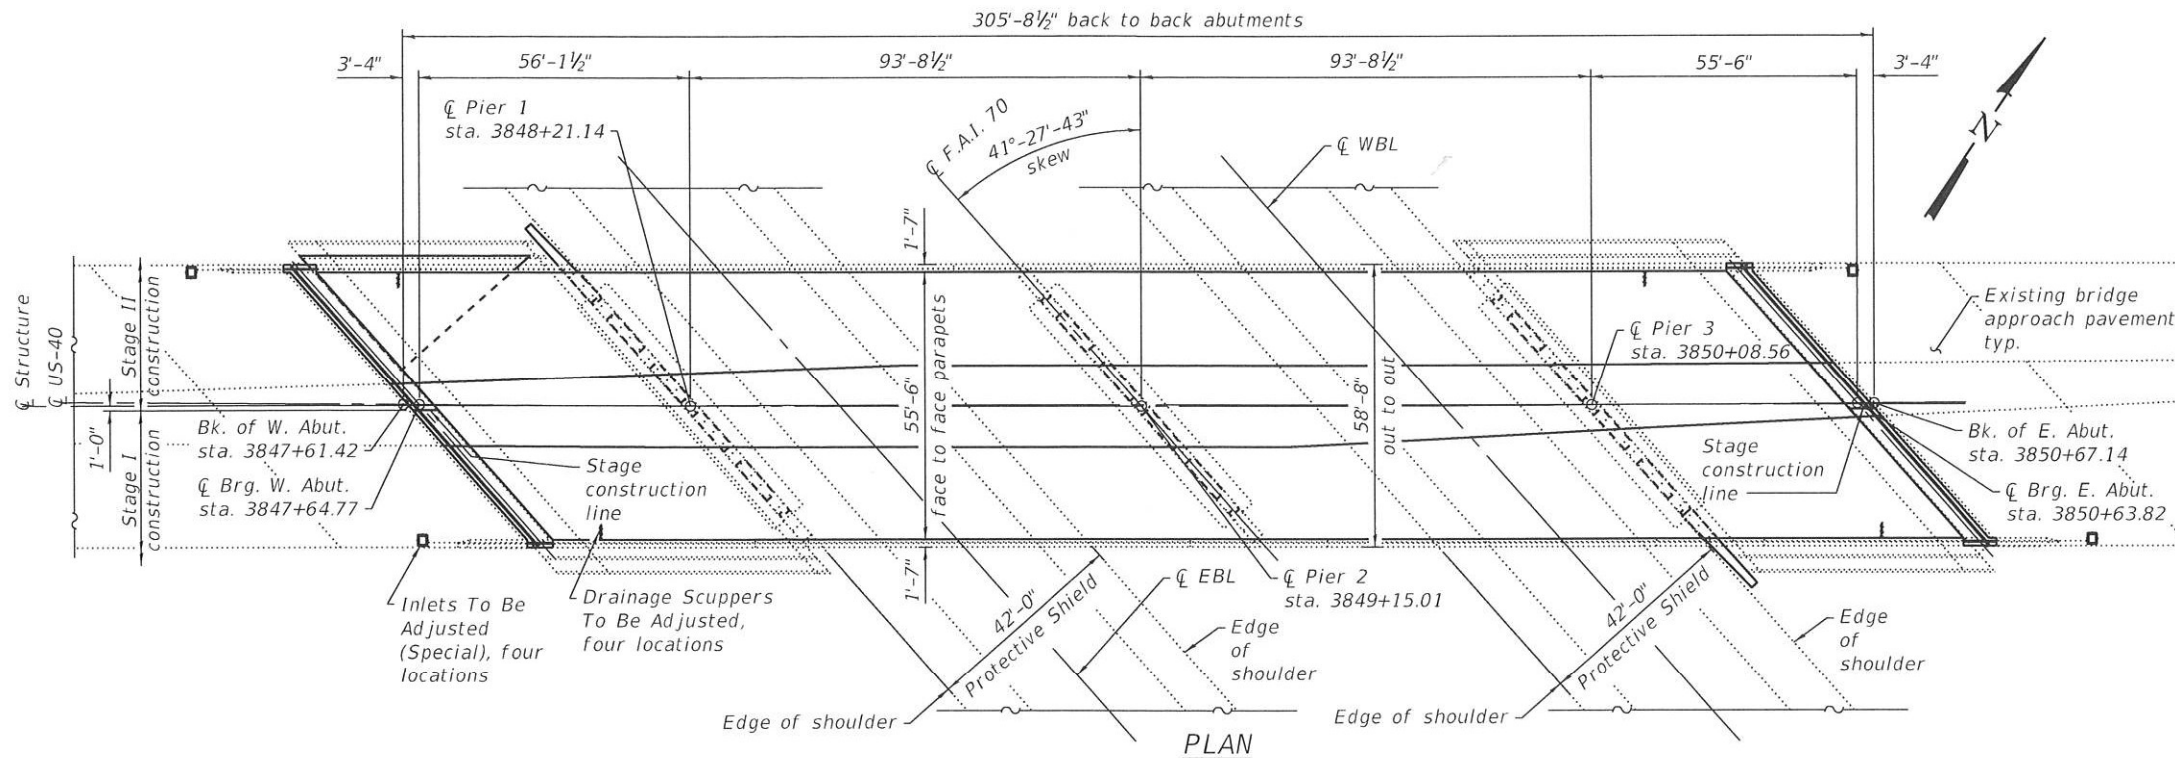 305'-8½" back to back abutments
3'-4"
56'-1½"
93'-8½"
93'-8½"
55'-6"
3'-4"
℄ Pier 1
sta. 3848+21.14
℄ F.A.I. 70
41°-27'-43"
skew
℄ WBL
N
1'-7"
℄ Structure
℄ US-40
Stage II
construction
Existing bridge
approach pavement
typ.
℄ Pier 3
sta. 3850+08.56
55'-6"
face to face parapets
58'-8"
out to out
1'-0"
Stage I
construction
Bk. of W. Abut.
sta. 3847+61.42
℄ Brg. W. Abut.
sta. 3847+64.77
Stage
construction
line
Stage
construction
line
Bk. of E. Abut.
sta. 3850+67.14
℄ Brg. E. Abut.
sta. 3850+63.82
1'-7"
Inlets To Be
Adjusted
(Special), four
locations
Drainage Scuppers
To Be Adjusted,
four locations
42'-0"
Protective Shield
℄ EBL
℄ Pier 2
sta. 3849+15.01
Edge
of
shoulder
42'-0"
Protective Shield
Edge
of
shoulder
Edge of shoulder
Edge of shoulder
PLAN